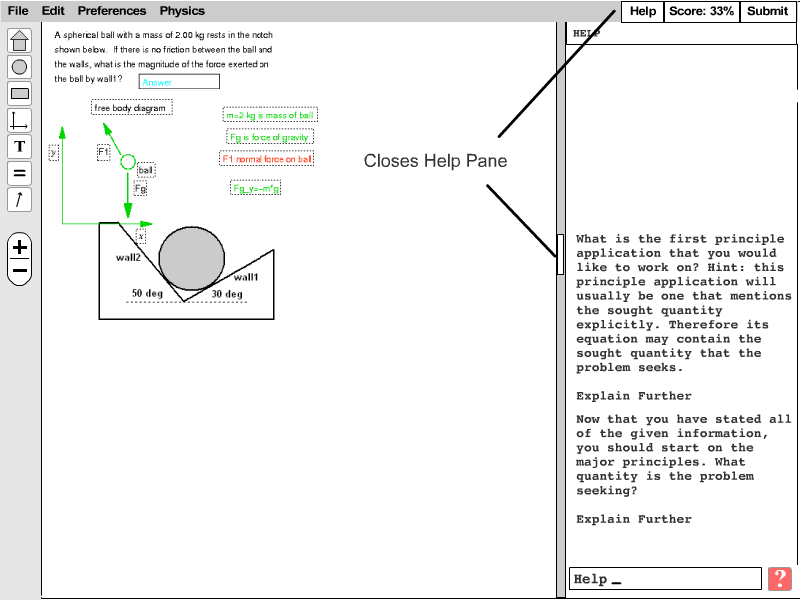 File Edit Preferences Physics Help Score: 33% Submit
HELP
A spherical ball with a mass of 2.00 kg rests in the notch
shown below. If there is no friction between the ball and
the walls, what is the magnitude of the force exerted on
the ball by wall1? Answer
free body diagram
m=2 kg is mass of ball
Fg is force of gravity
F1 normal force on ball
Fg_y=-m*g
y
F1
ball
Fg
x
T
=
+
−
wall2
wall1
50 deg
30 deg
Closes Help Pane
What is the first principle
application that you would
like to work on? Hint: this
principle application will
usually be one that mentions
the sought quantity
explicitly. Therefore its
equation may contain the
sought quantity that the
problem seeks.
Explain Further
Now that you have stated all
of the given information,
you should start on the
major principles. What
quantity is the problem
seeking?
Explain Further
Help _
?